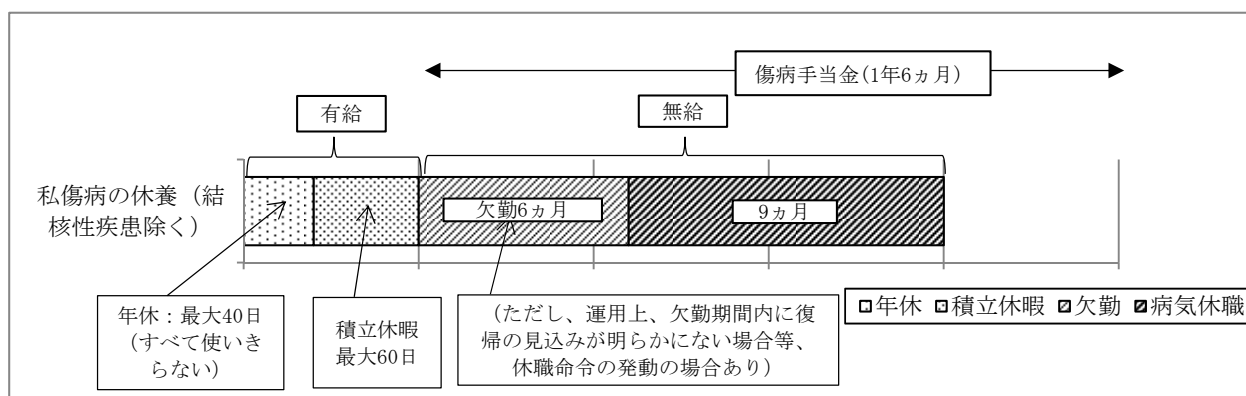 傷病手当金(1年6ヵ月)
有給
無給
私傷病の休養（結
核性疾患除く）
欠勤6ヵ月
9ヵ月
年休：最大40日
（すべて使いき
らない）
積立休暇
最大60日
（ただし、運用上、欠勤期間内に復
帰の見込みが明らかにない場合等、
休職命令の発動の場合あり）
年休 積立休暇 欠勤 病気休職